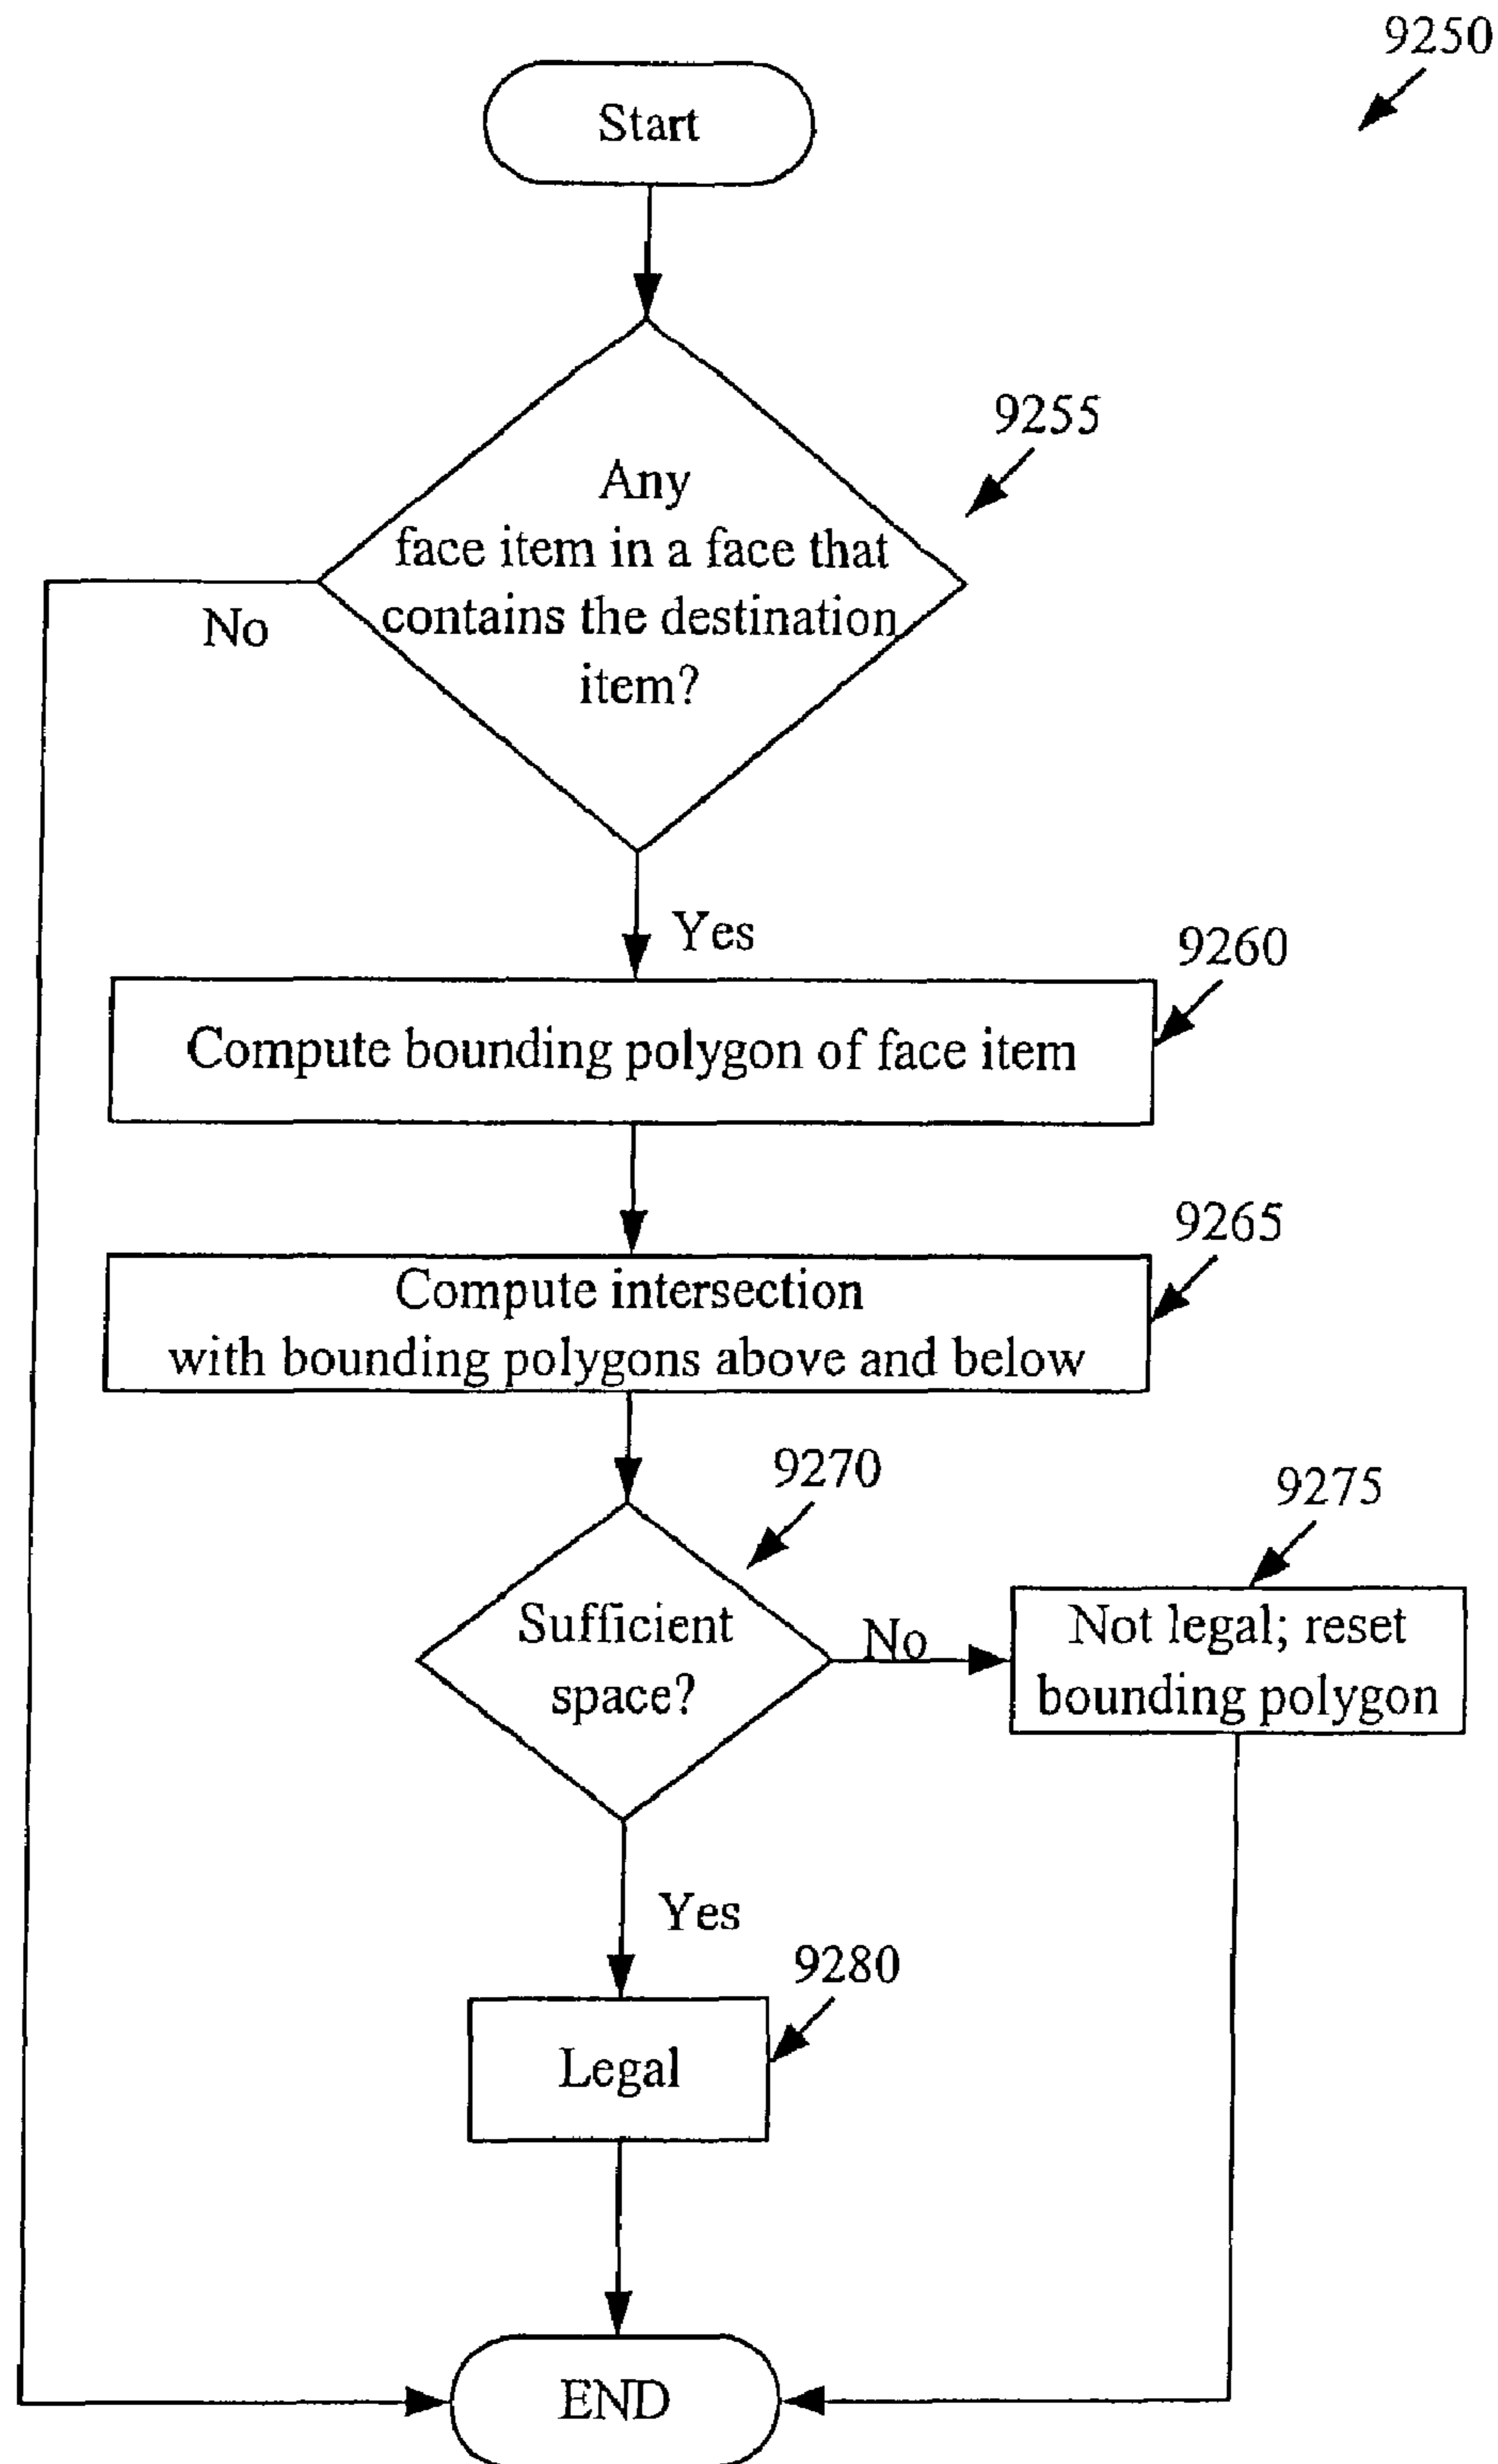 9250
Start
9255
Any
face item in a face that
contains the destination
item?
No
Yes
9260
Compute bounding polygon of face item
9265
Compute intersection
with bounding polygons above and below
9270
9275
Sufficient
space?
No
Not legal; reset
bounding polygon
Yes
9280
Legal
END